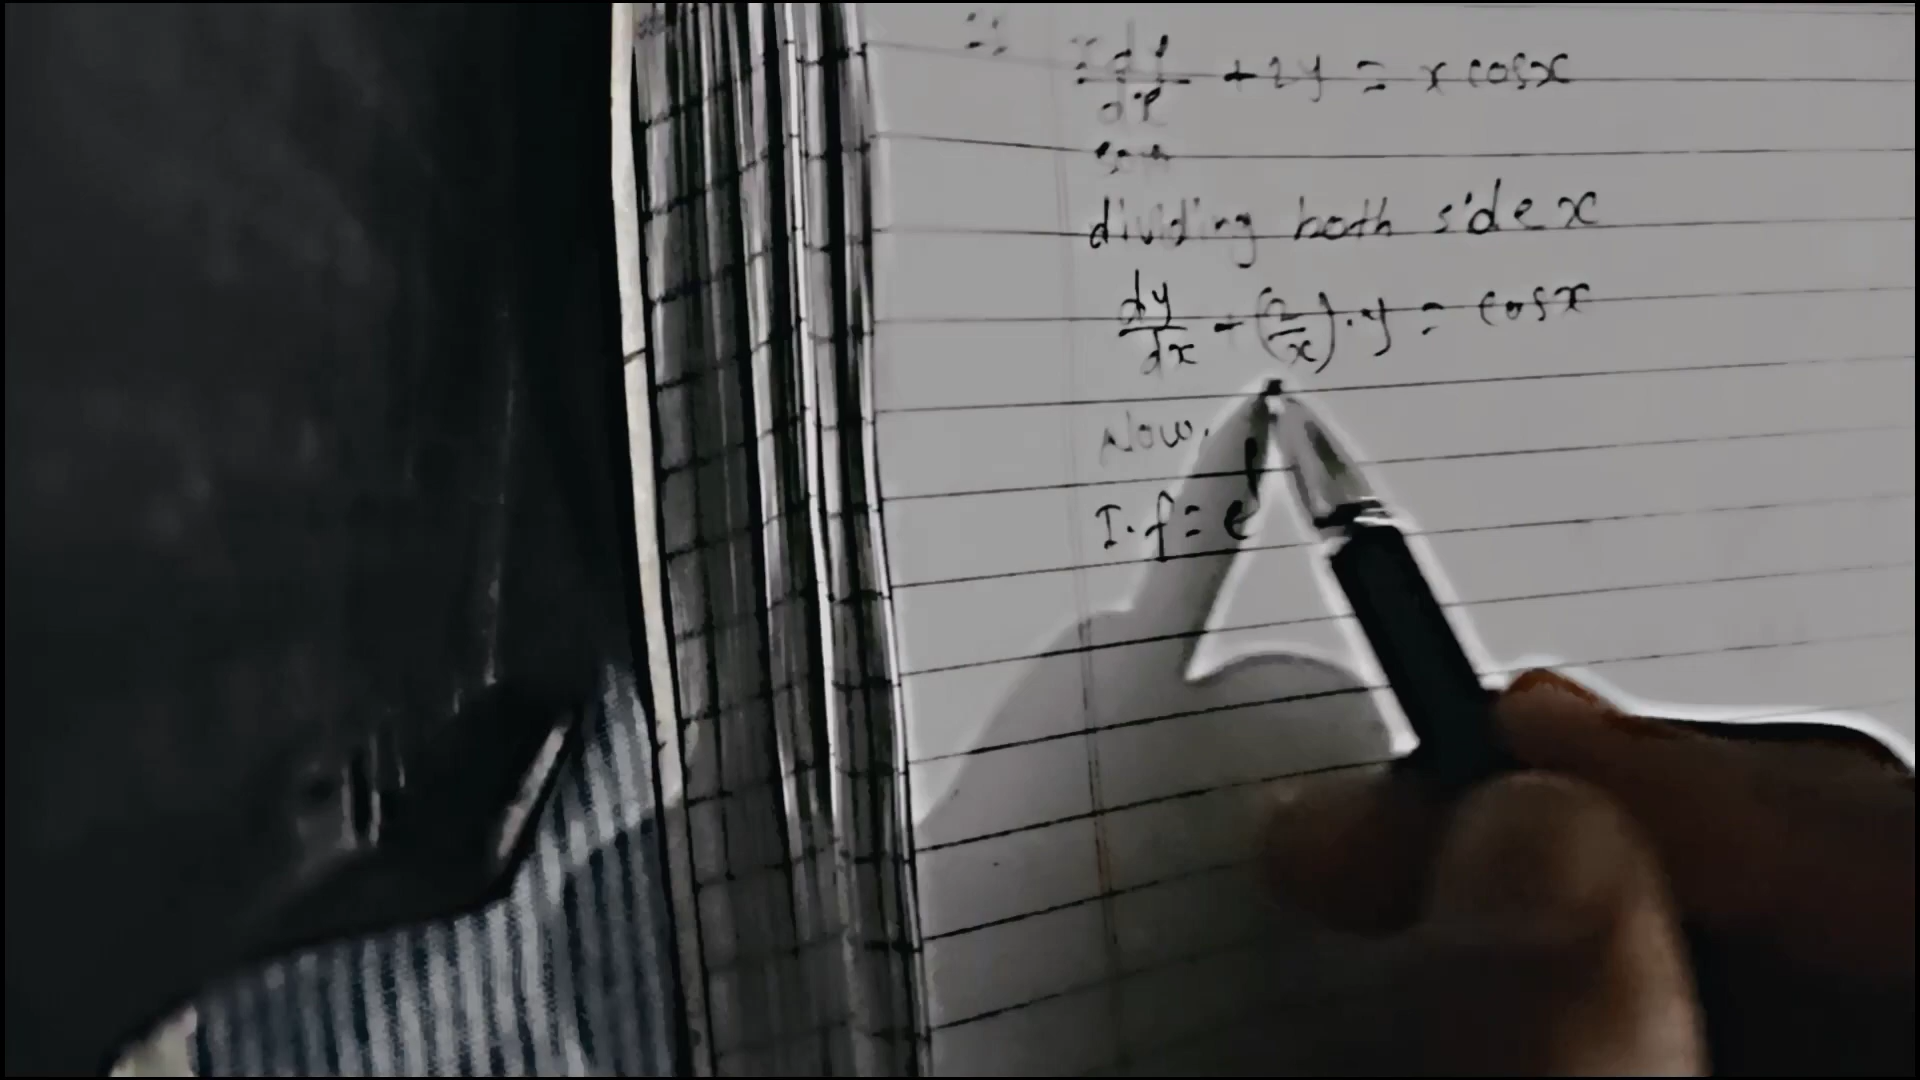 ∴ x dy/dx + 2y = x cosx
dividing both side x
dy/dx + (2/x).y = cosx
Now,
I.f = e^∫